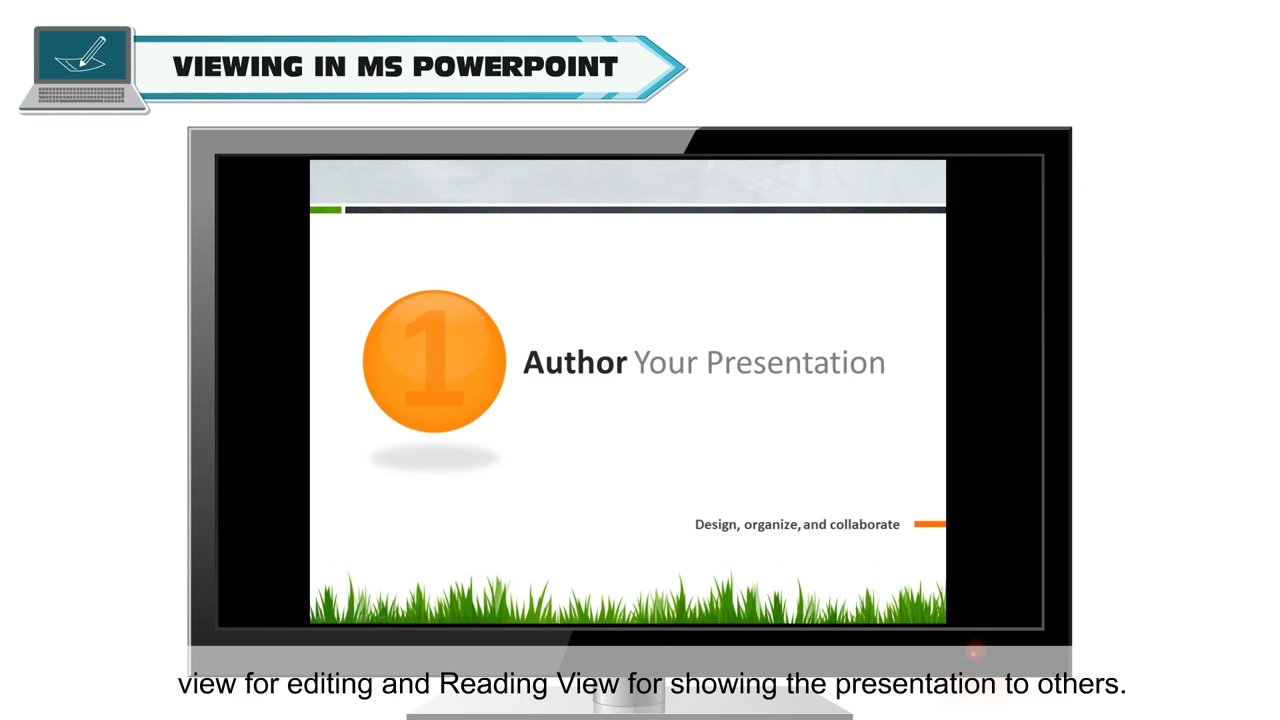 VIEWING IN MS POWERPOINT
1
Author Your Presentation
Design, organize, and collaborate
view for editing and Reading View for showing the presentation to others.